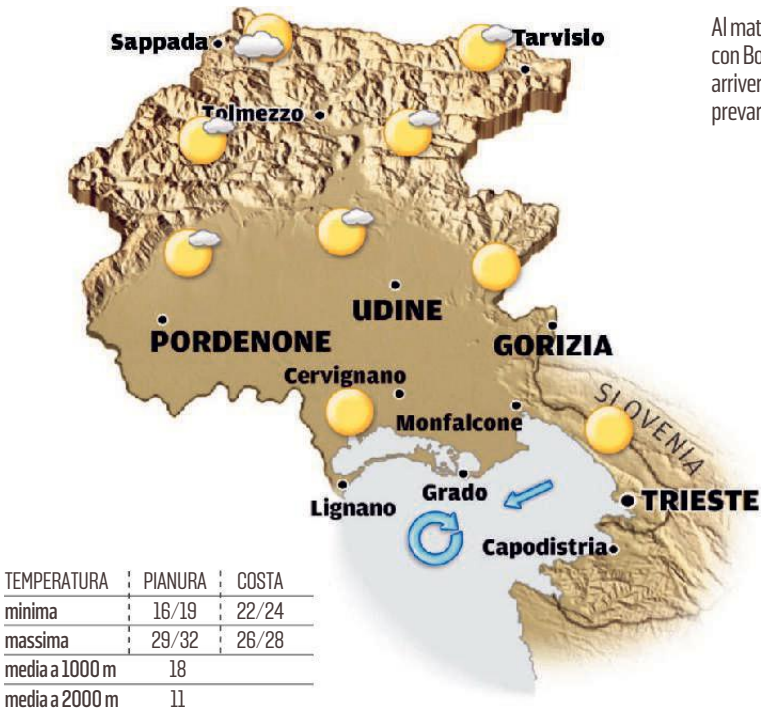 Sappada
Tarvisio
Tolmezzo
UDINE
PORDENONE
GORIZIA
Cervignano
Monfalcone
SLOVENIA
Lignano
Grado
TRIESTE
Capodistria
Al mat
con Bo
arriver
prevar
TEMPERATURA PIANURA COSTA
minima 16/19 22/24
massima 29/32 26/28
media a 1000 m 18
media a 2000 m 11